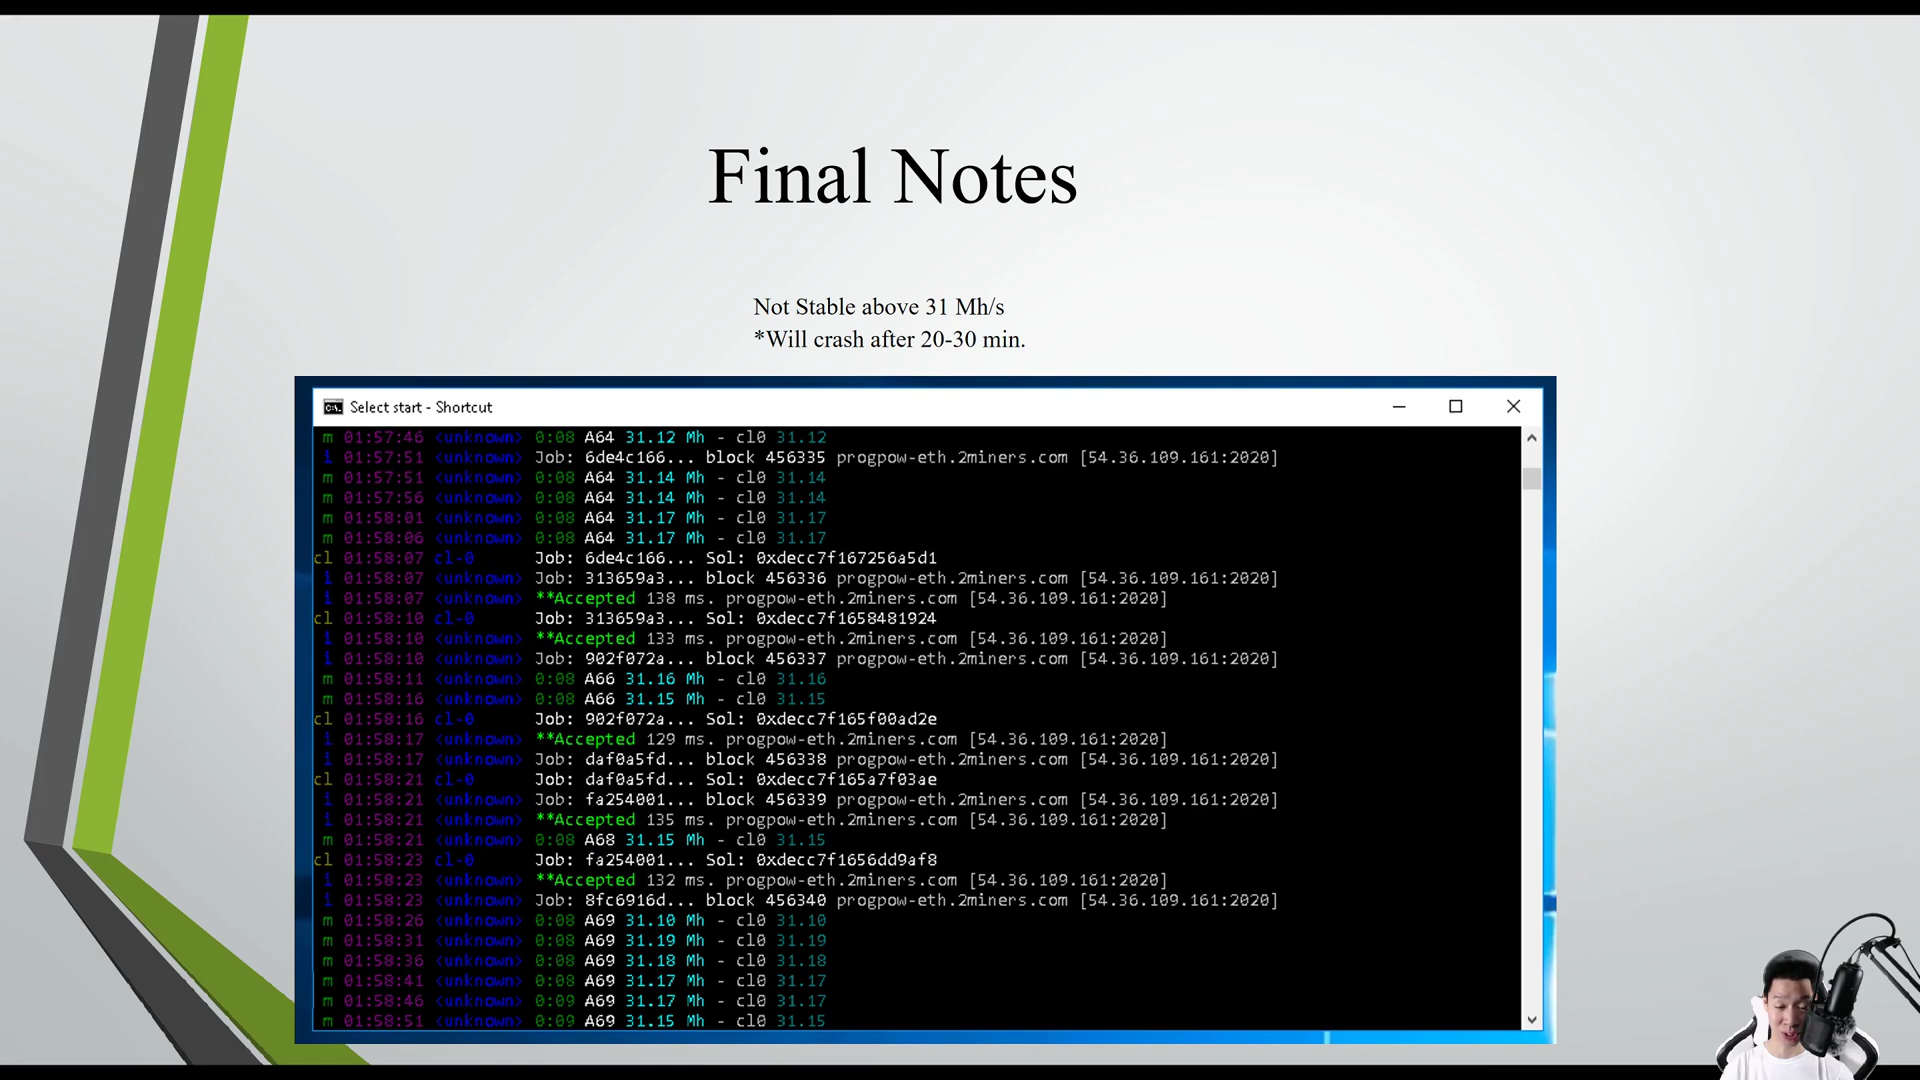 Final Notes
Not Stable above 31 Mh/s
*Will crash after 20-30 min.
Select start - Shortcut
m 01:57:46 <unknown> 0:08 A64 31.12 Mh - cl0 31.12
i 01:57:51 <unknown> Job: 6de4c166... block 456335 progpow-eth.2miners.com [54.36.109.161:2020]
m 01:57:51 <unknown> 0:08 A64 31.14 Mh - cl0 31.14
m 01:57:56 <unknown> 0:08 A64 31.14 Mh - cl0 31.14
m 01:58:01 <unknown> 0:08 A64 31.17 Mh - cl0 31.17
m 01:58:06 <unknown> 0:08 A64 31.17 Mh - cl0 31.17
cl 01:58:07 cl-0 Job: 6de4c166... Sol: 0xdecc7f167256a5d1
i 01:58:07 <unknown> Job: 313659a3... block 456336 progpow-eth.2miners.com [54.36.109.161:2020]
i 01:58:07 <unknown> **Accepted 138 ms. progpow-eth.2miners.com [54.36.109.161:2020]
cl 01:58:10 cl-0 Job: 313659a3... Sol: 0xdecc7f1658481924
i 01:58:10 <unknown> **Accepted 133 ms. progpow-eth.2miners.com [54.36.109.161:2020]
i 01:58:10 <unknown> Job: 902f072a... block 456337 progpow-eth.2miners.com [54.36.109.161:2020]
m 01:58:11 <unknown> 0:08 A66 31.16 Mh - cl0 31.16
m 01:58:16 <unknown> 0:08 A66 31.15 Mh - cl0 31.15
cl 01:58:16 cl-0 Job: 902f072a... Sol: 0xdecc7f165f00ad2e
i 01:58:17 <unknown> **Accepted 129 ms. progpow-eth.2miners.com [54.36.109.161:2020]
i 01:58:17 <unknown> Job: daf0a5fd... block 456338 progpow-eth.2miners.com [54.36.109.161:2020]
cl 01:58:21 cl-0 Job: daf0a5fd... Sol: 0xdecc7f165a7f03ae
i 01:58:21 <unknown> Job: fa254001... block 456339 progpow-eth.2miners.com [54.36.109.161:2020]
i 01:58:21 <unknown> **Accepted 135 ms. progpow-eth.2miners.com [54.36.109.161:2020]
m 01:58:21 <unknown> 0:08 A68 31.15 Mh - cl0 31.15
cl 01:58:23 cl-0 Job: fa254001... Sol: 0xdecc7f1656dd9af8
i 01:58:23 <unknown> **Accepted 132 ms. progpow-eth.2miners.com [54.36.109.161:2020]
i 01:58:23 <unknown> Job: 8fc6916d... block 456340 progpow-eth.2miners.com [54.36.109.161:2020]
m 01:58:26 <unknown> 0:08 A69 31.10 Mh - cl0 31.10
m 01:58:31 <unknown> 0:08 A69 31.19 Mh - cl0 31.19
m 01:58:36 <unknown> 0:08 A69 31.18 Mh - cl0 31.18
m 01:58:41 <unknown> 0:08 A69 31.17 Mh - cl0 31.17
m 01:58:46 <unknown> 0:09 A69 31.17 Mh - cl0 31.17
m 01:58:51 <unknown> 0:09 A69 31.15 Mh - cl0 31.15